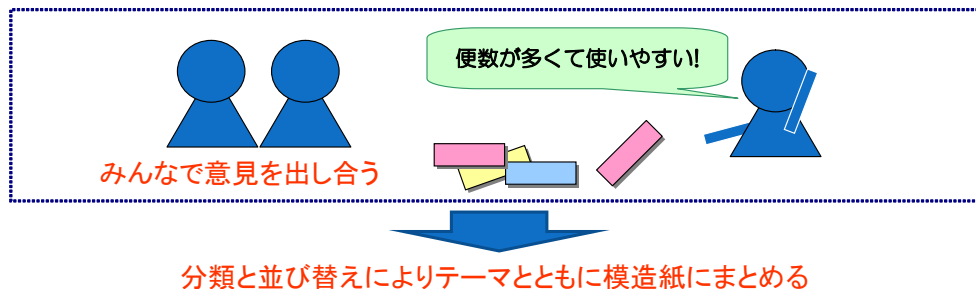 便数が多くて使いやすい!
みんなで意見を出し合う
分類と並び替えによりテーマとともに模造紙にまとめる